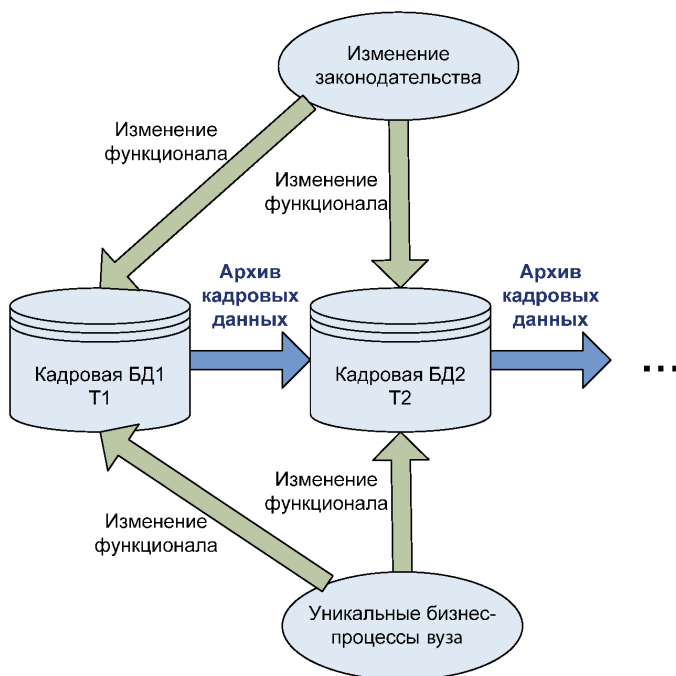 Изменение
законодательства
Изменение
функционала
Изменение
функционала
Архив
кадровых
данных
Архив
кадровых
данных
Кадровая БД1
Т1
Кадровая БД2
Т2
...
Изменение
функционала
Изменение
функционала
Уникальные бизнес-
процессы вуза